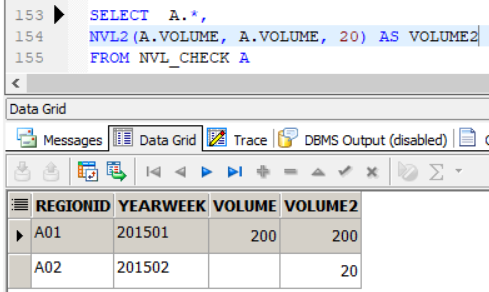 153 SELECT A.*,
154 NVL2(A.VOLUME, A.VOLUME, 20) AS VOLUME2
155 FROM NVL_CHECK A
Data Grid
Messages Data Grid Trace DBMS Output (disabled)
REGIONID YEARWEEK VOLUME VOLUME2
A01 201501 200 200
A02 201502 20